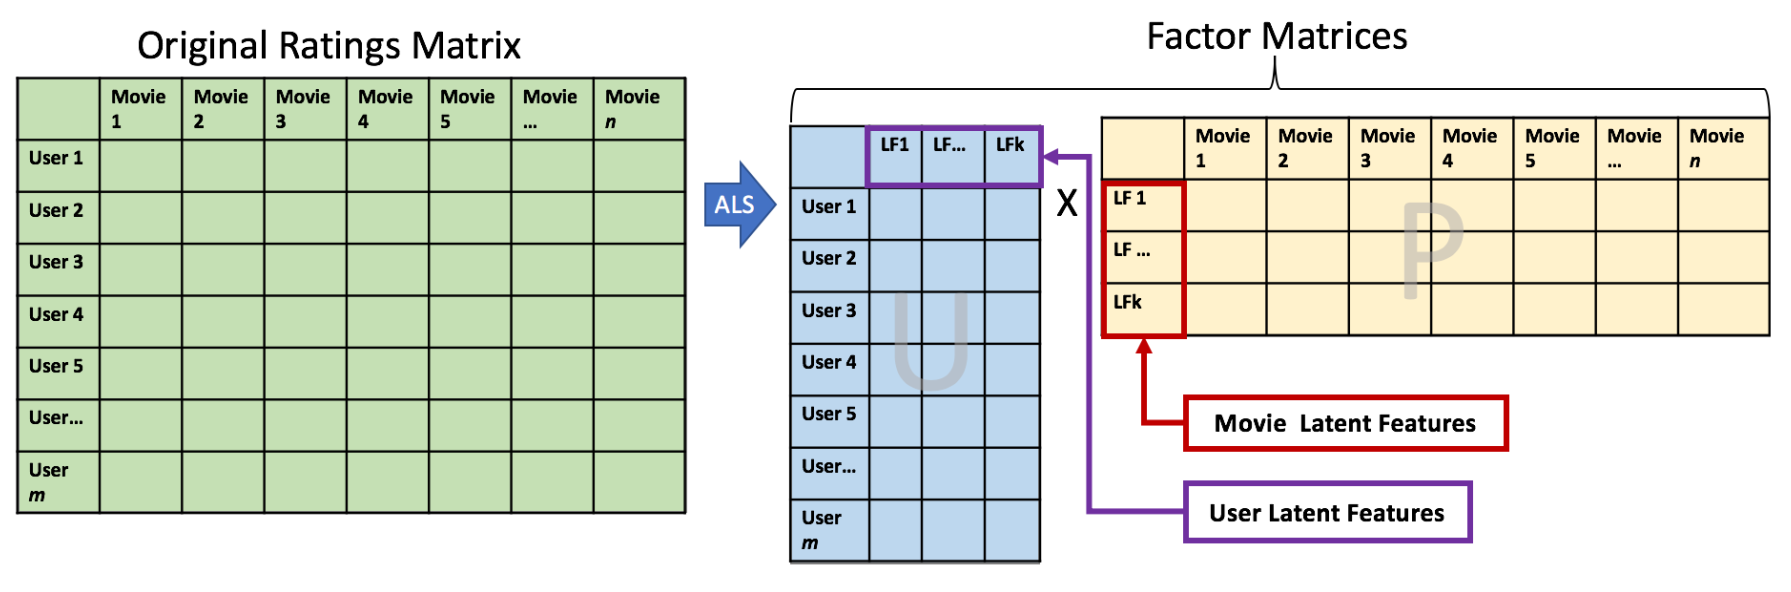 Original Ratings Matrix
Factor Matrices
Movie 1 Movie 2 Movie 3 Movie 4 Movie 5 Movie ... Movie n
User 1
User 2
User 3
User 4
User 5
User...
User m
ALS
LF1 LF... LFk
User 1
User 2
User 3
User 4
User 5
User...
User m
U
X
Movie 1 Movie 2 Movie 3 Movie 4 Movie 5 Movie ... Movie n
LF 1
LF ...
LFk
P
Movie Latent Features
User Latent Features